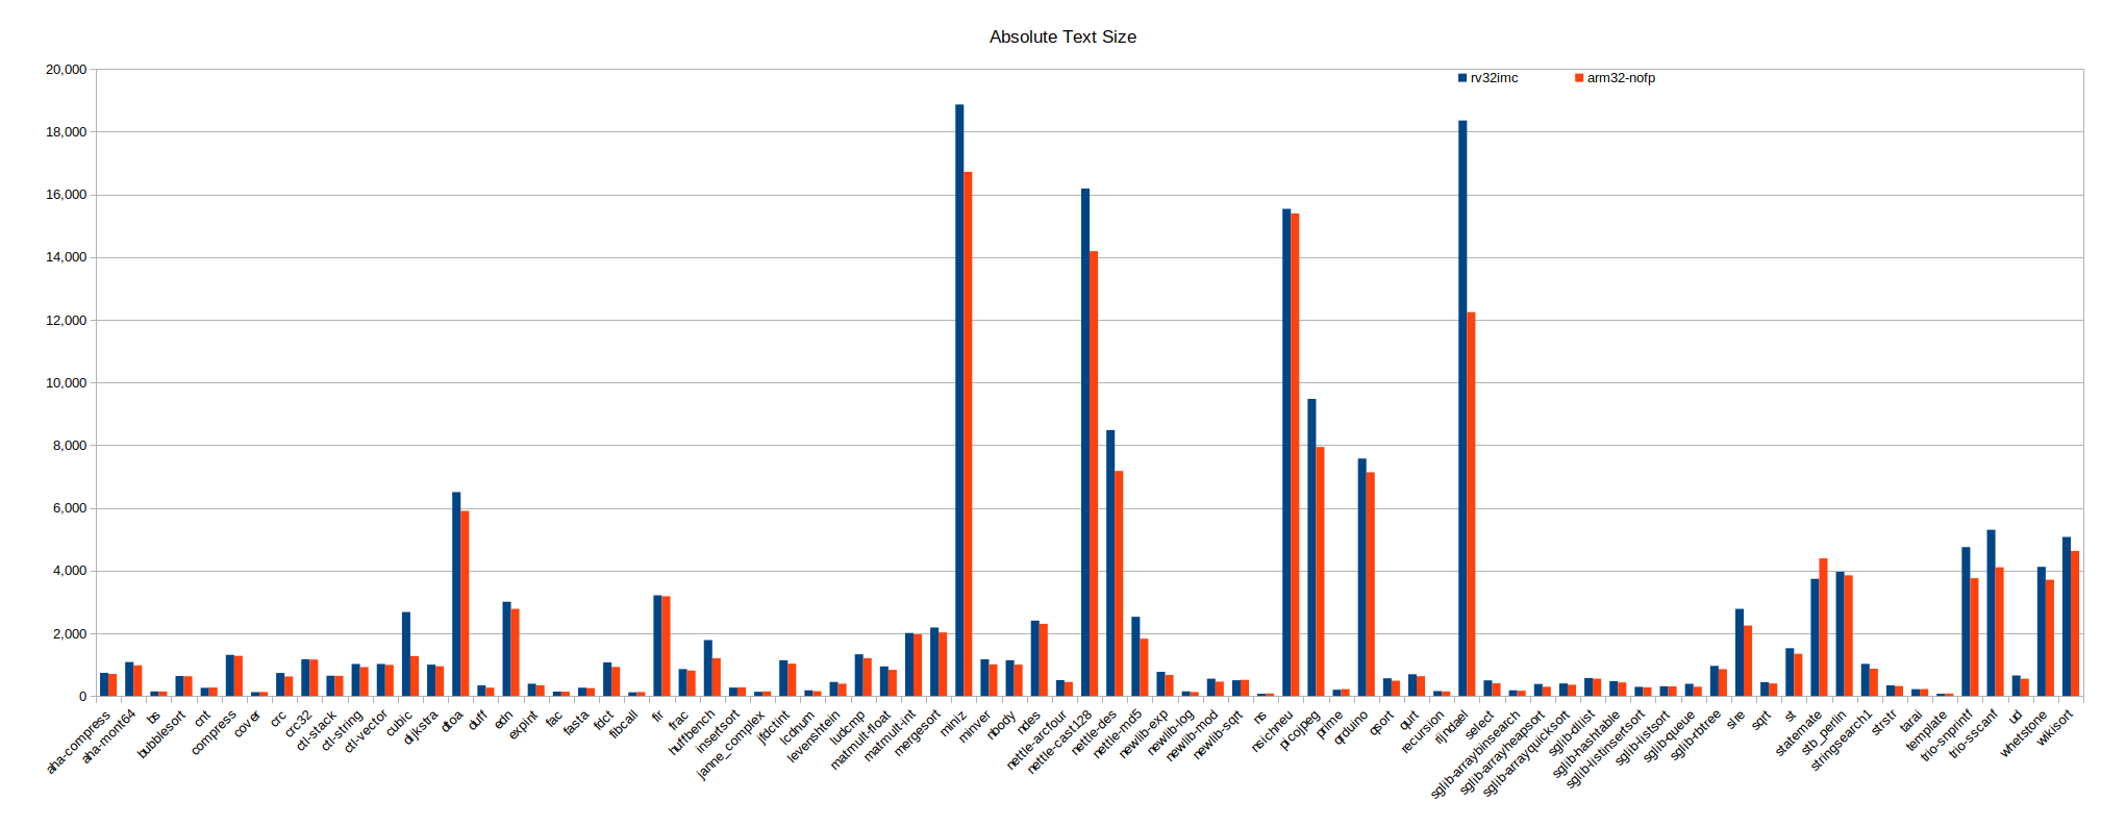 Absolute Text Size
rv32imc
arm32-nofp
20,000
18,000
16,000
14,000
12,000
10,000
8,000
6,000
4,000
2,000
0
aha-compress
aha-mont64
bs
bubblesort
cnt
compress
cover
crc
crc32
ctl-stack
ctl-string
ctl-vector
cubic
dijkstra
dtoa
duff
edn
expint
fac
fasta
fdct
fibcall
fir
frac
huffbench
insertsort
janne_complex
jfdctint
lcdnum
levenshtein
ludcmp
matmult-float
matmult-int
mergesort
miniz
minver
nbody
ndes
nettle-arcfour
nettle-cast128
nettle-des
nettle-md5
newlib-exp
newlib-log
newlib-mod
newlib-sqrt
ns
nsichneu
picojpeg
prime
qrduino
qsort
qurt
recursion
rijndael
select
sglib-arraybinsearch
sglib-arrayheapsort
sglib-arrayquicksort
sglib-dllist
sglib-hashtable
sglib-listinsertsort
sglib-listsort
sglib-queue
sglib-rbtree
slre
sqrt
st
statemate
stb_perlin
stringsearch1
strstr
tarai
template
trio-snprintf
trio-sscanf
ud
whetstone
wikisort